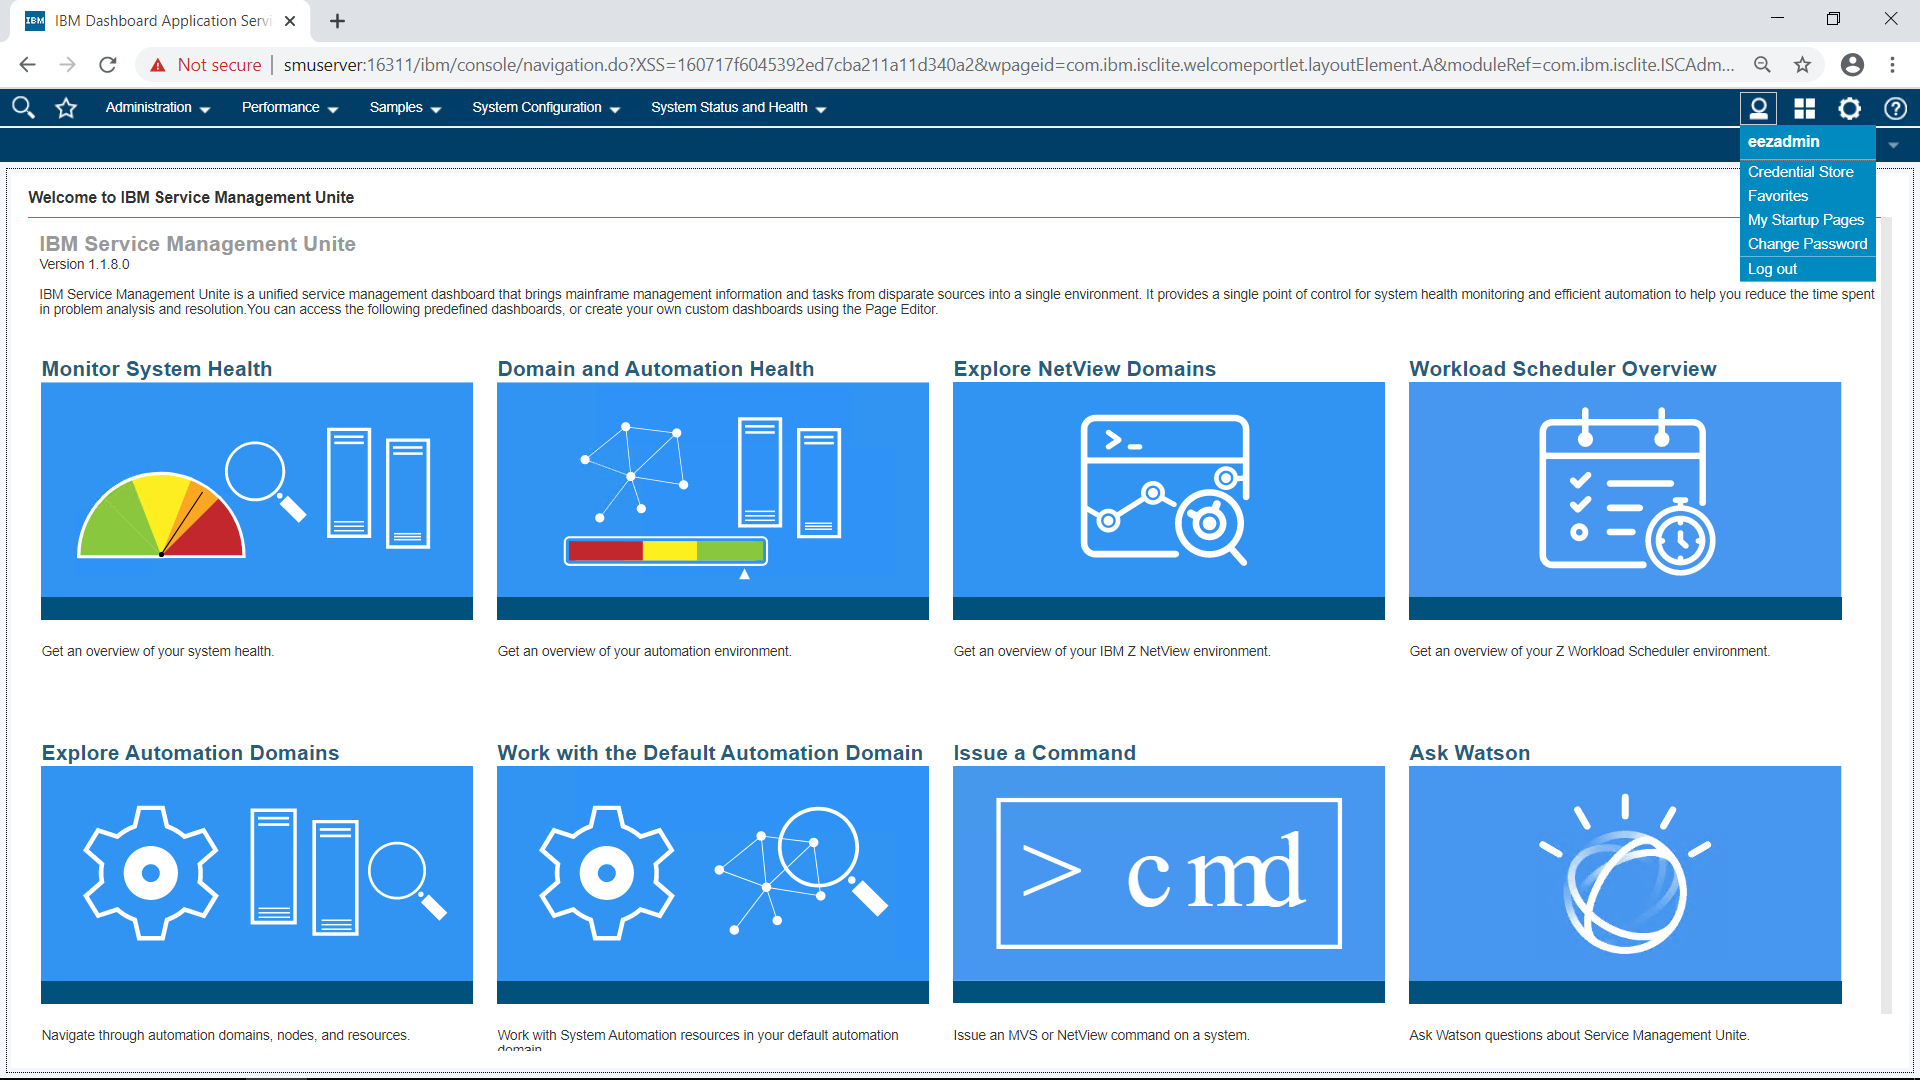 IBM
IBM Dashboard Application Servi
Not secure
smuserver:16311/ibm/console/navigation.do?XSS=160717f6045392ed7cba211a11d340a2&wpageid=com.ibm.isclite.welcomeportlet.layoutElement.A&moduleRef=com.ibm.isclite.ISCAdm...
Administration Performance Samples System Configuration System Status and Health
eezadmin
Credential Store
Favorites
My Startup Pages
Change Password
Log out
Welcome to IBM Service Management Unite
IBM Service Management Unite
Version 1.1.8.0
IBM Service Management Unite is a unified service management dashboard that brings mainframe management information and tasks from disparate sources into a single environment. It provides a single point of control for system health monitoring and efficient automation to help you reduce the time spent
in problem analysis and resolution.You can access the following predefined dashboards, or create your own custom dashboards using the Page Editor.
Monitor System Health
Get an overview of your system health.
Domain and Automation Health
Get an overview of your automation environment.
Explore NetView Domains
>_
Get an overview of your IBM Z NetView environment.
Workload Scheduler Overview
Get an overview of your Z Workload Scheduler environment.
Explore Automation Domains
Navigate through automation domains, nodes, and resources.
Work with the Default Automation Domain
Work with System Automation resources in your default automation
domain
Issue a Command
> cmd
Issue an MVS or NetView command on a system.
Ask Watson
Ask Watson questions about Service Management Unite.